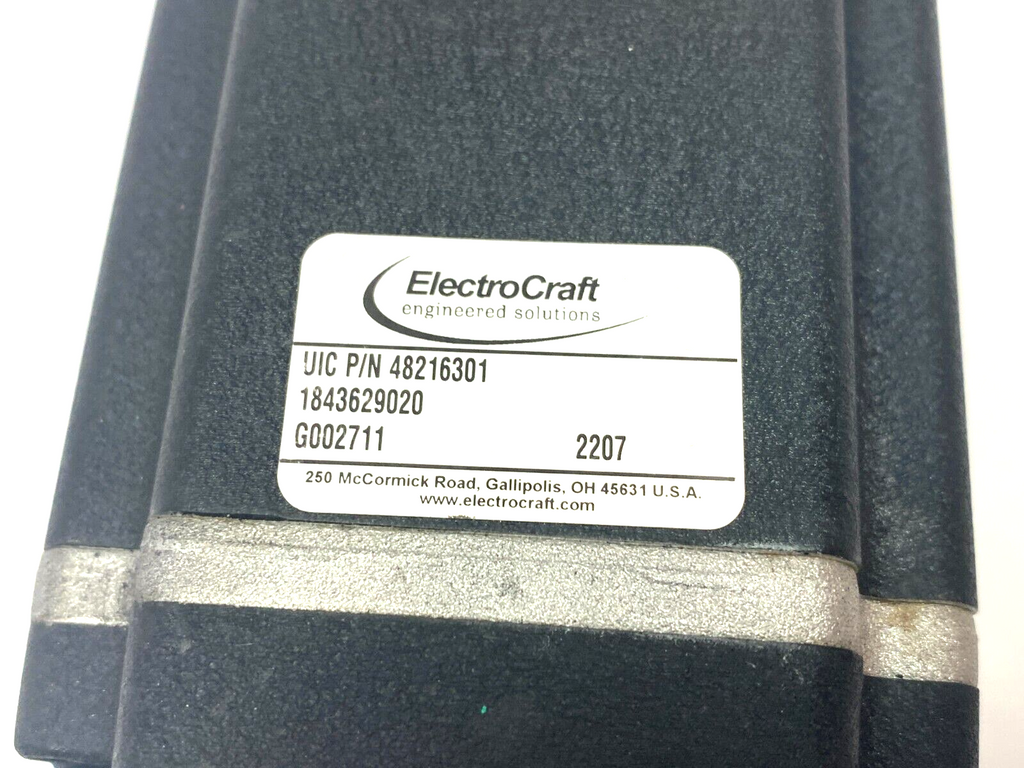 ElectroCraft
engineered solutions
UIC P/N 48216301
1843629020
G002711 2207
250 McCormick Road, Gallipolis, OH 45631 U.S.A.
www.electrocraft.com